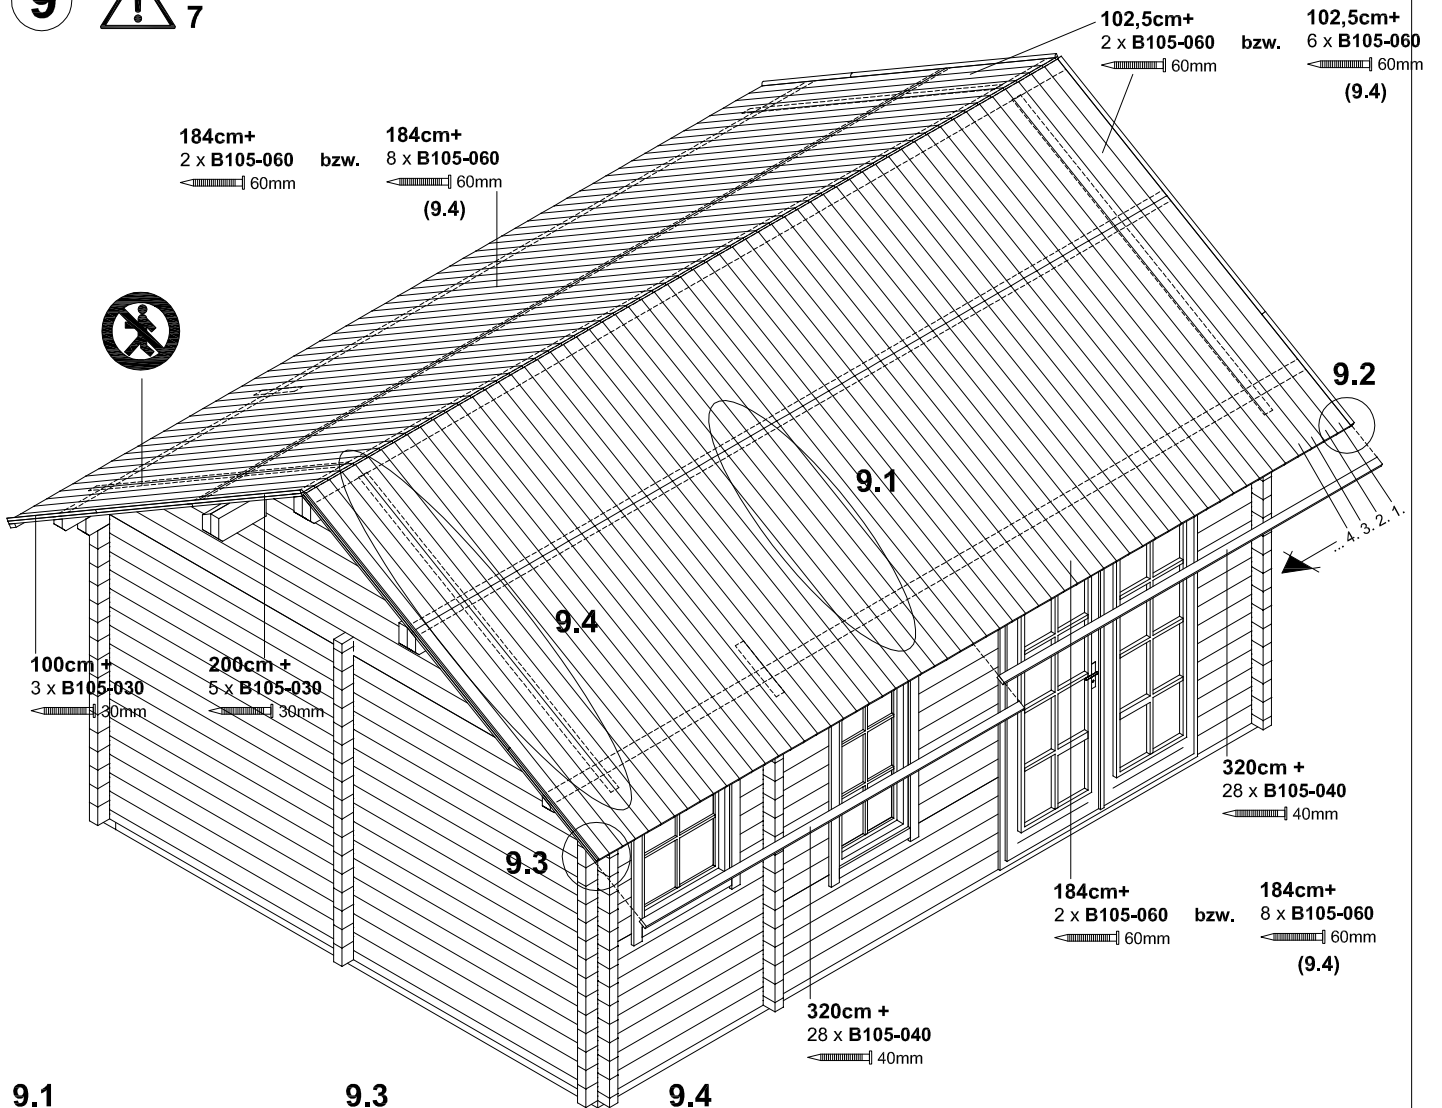 9
7
102,5cm+
2 x B105-060 bzw.
60mm
102,5cm+
6 x B105-060
60mm
(9.4)
184cm+
2 x B105-060 bzw.
60mm
184cm+
8 x B105-060
60mm
(9.4)
9.2
9.1
... 4. 3. 2. 1.
9.4
100cm +
3 x B105-030
30mm
200cm +
5 x B105-030
30mm
9.3
320cm +
28 x B105-040
40mm
184cm+
2 x B105-060 bzw.
60mm
184cm+
8 x B105-060
60mm
(9.4)
320cm +
28 x B105-040
40mm
9.1
9.3
9.4